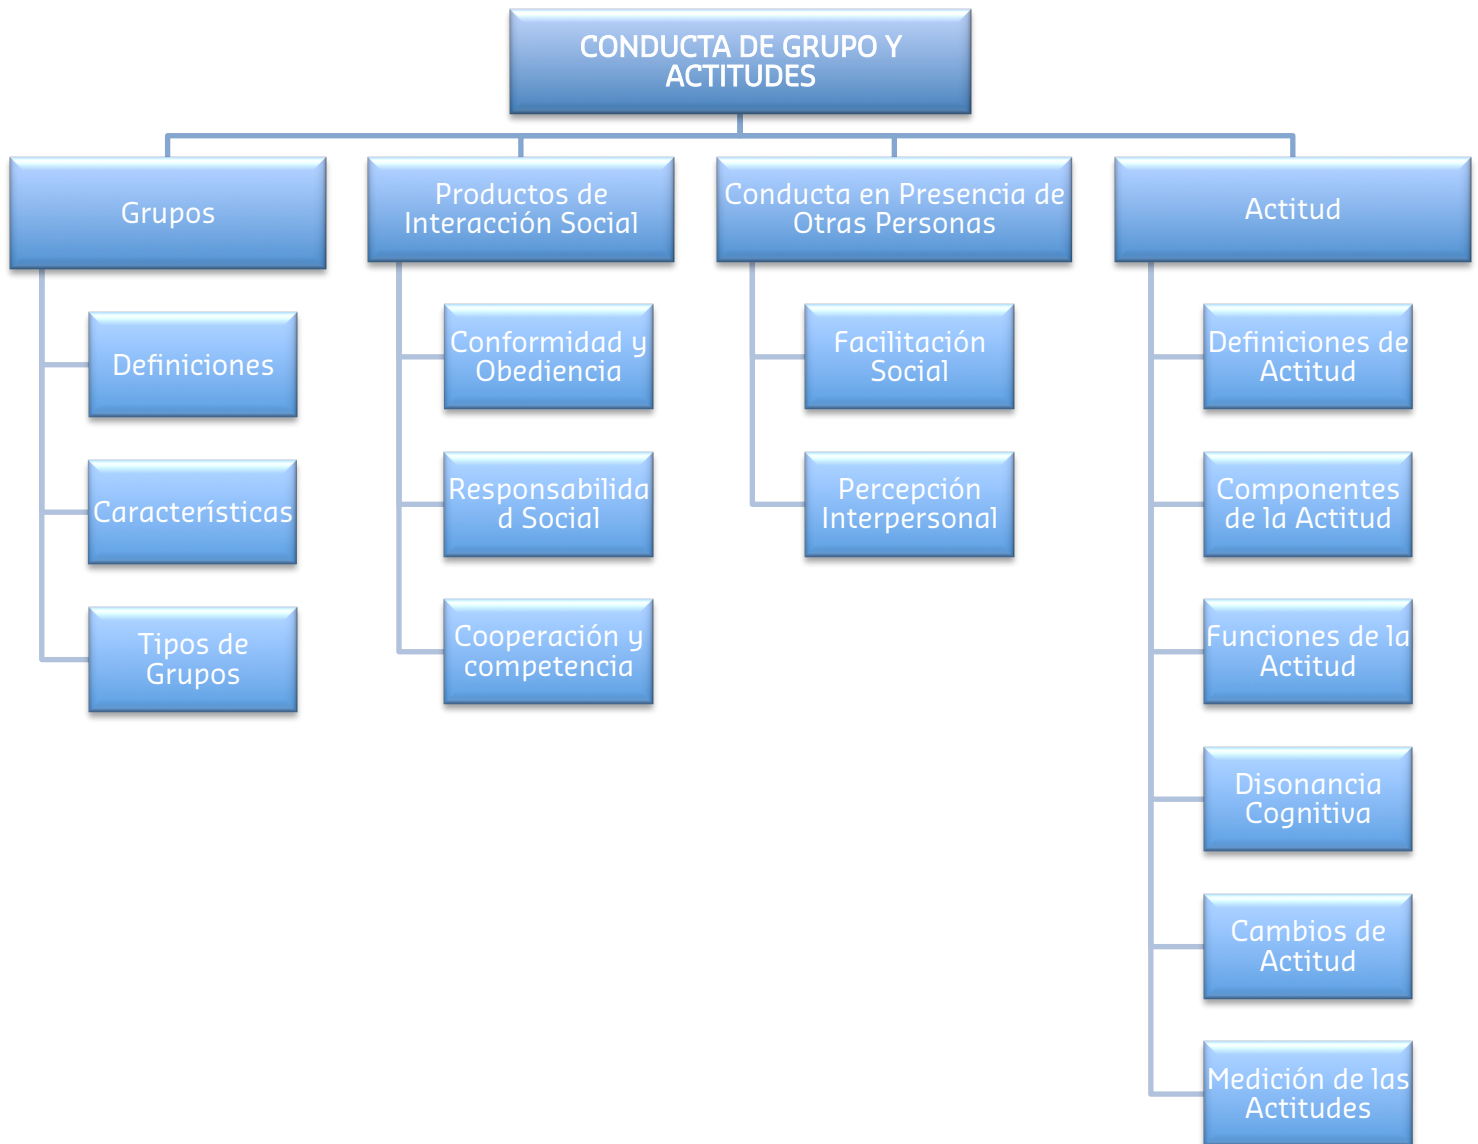 CONDUCTA DE GRUPO Y
ACTITUDES
Grupos
Definiciones
Características
Tipos de
Grupos
Productos de
Interacción Social
Conformidad y
Obediencia
Responsabilida
d Social
Cooperación y
competencia
Conducta en Presencia de
Otras Personas
Facilitación
Social
Percepción
Interpersonal
Actitud
Definiciones de
Actitud
Componentes
de la Actitud
Funciones de la
Actitud
Disonancia
Cognitiva
Cambios de
Actitud
Medición de las
Actitudes